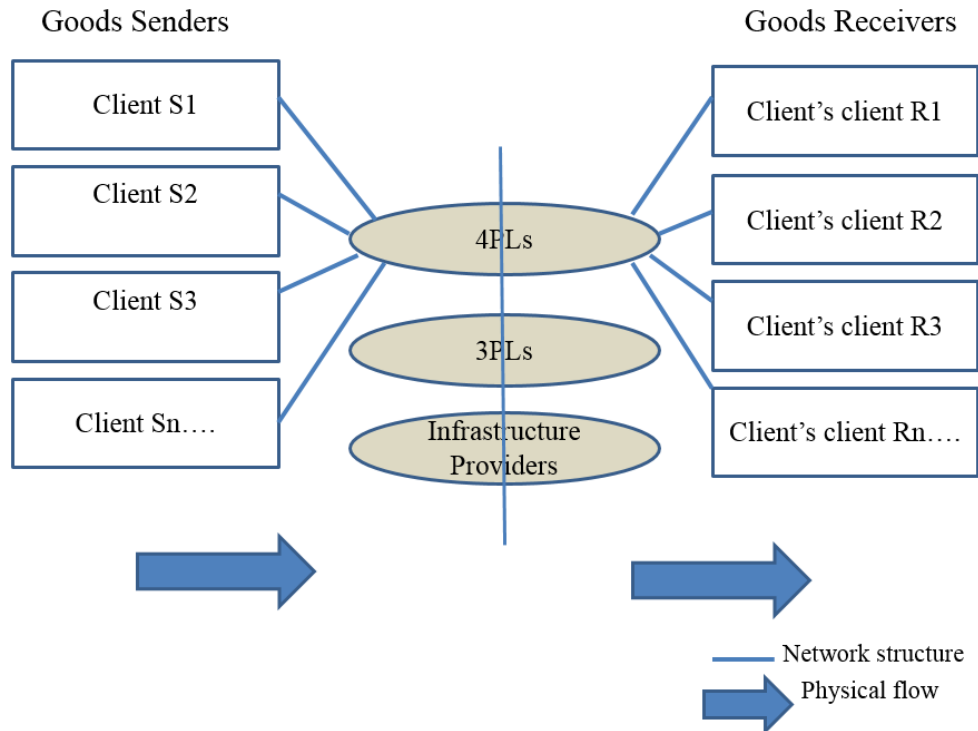 Goods Senders
Goods Receivers
Client S1
Client S2
Client S3
Client Sn….
4PLs
3PLs
Infrastructure
Providers
Client’s client R1
Client’s client R2
Client’s client R3
Client’s client Rn….
Network structure
Physical flow